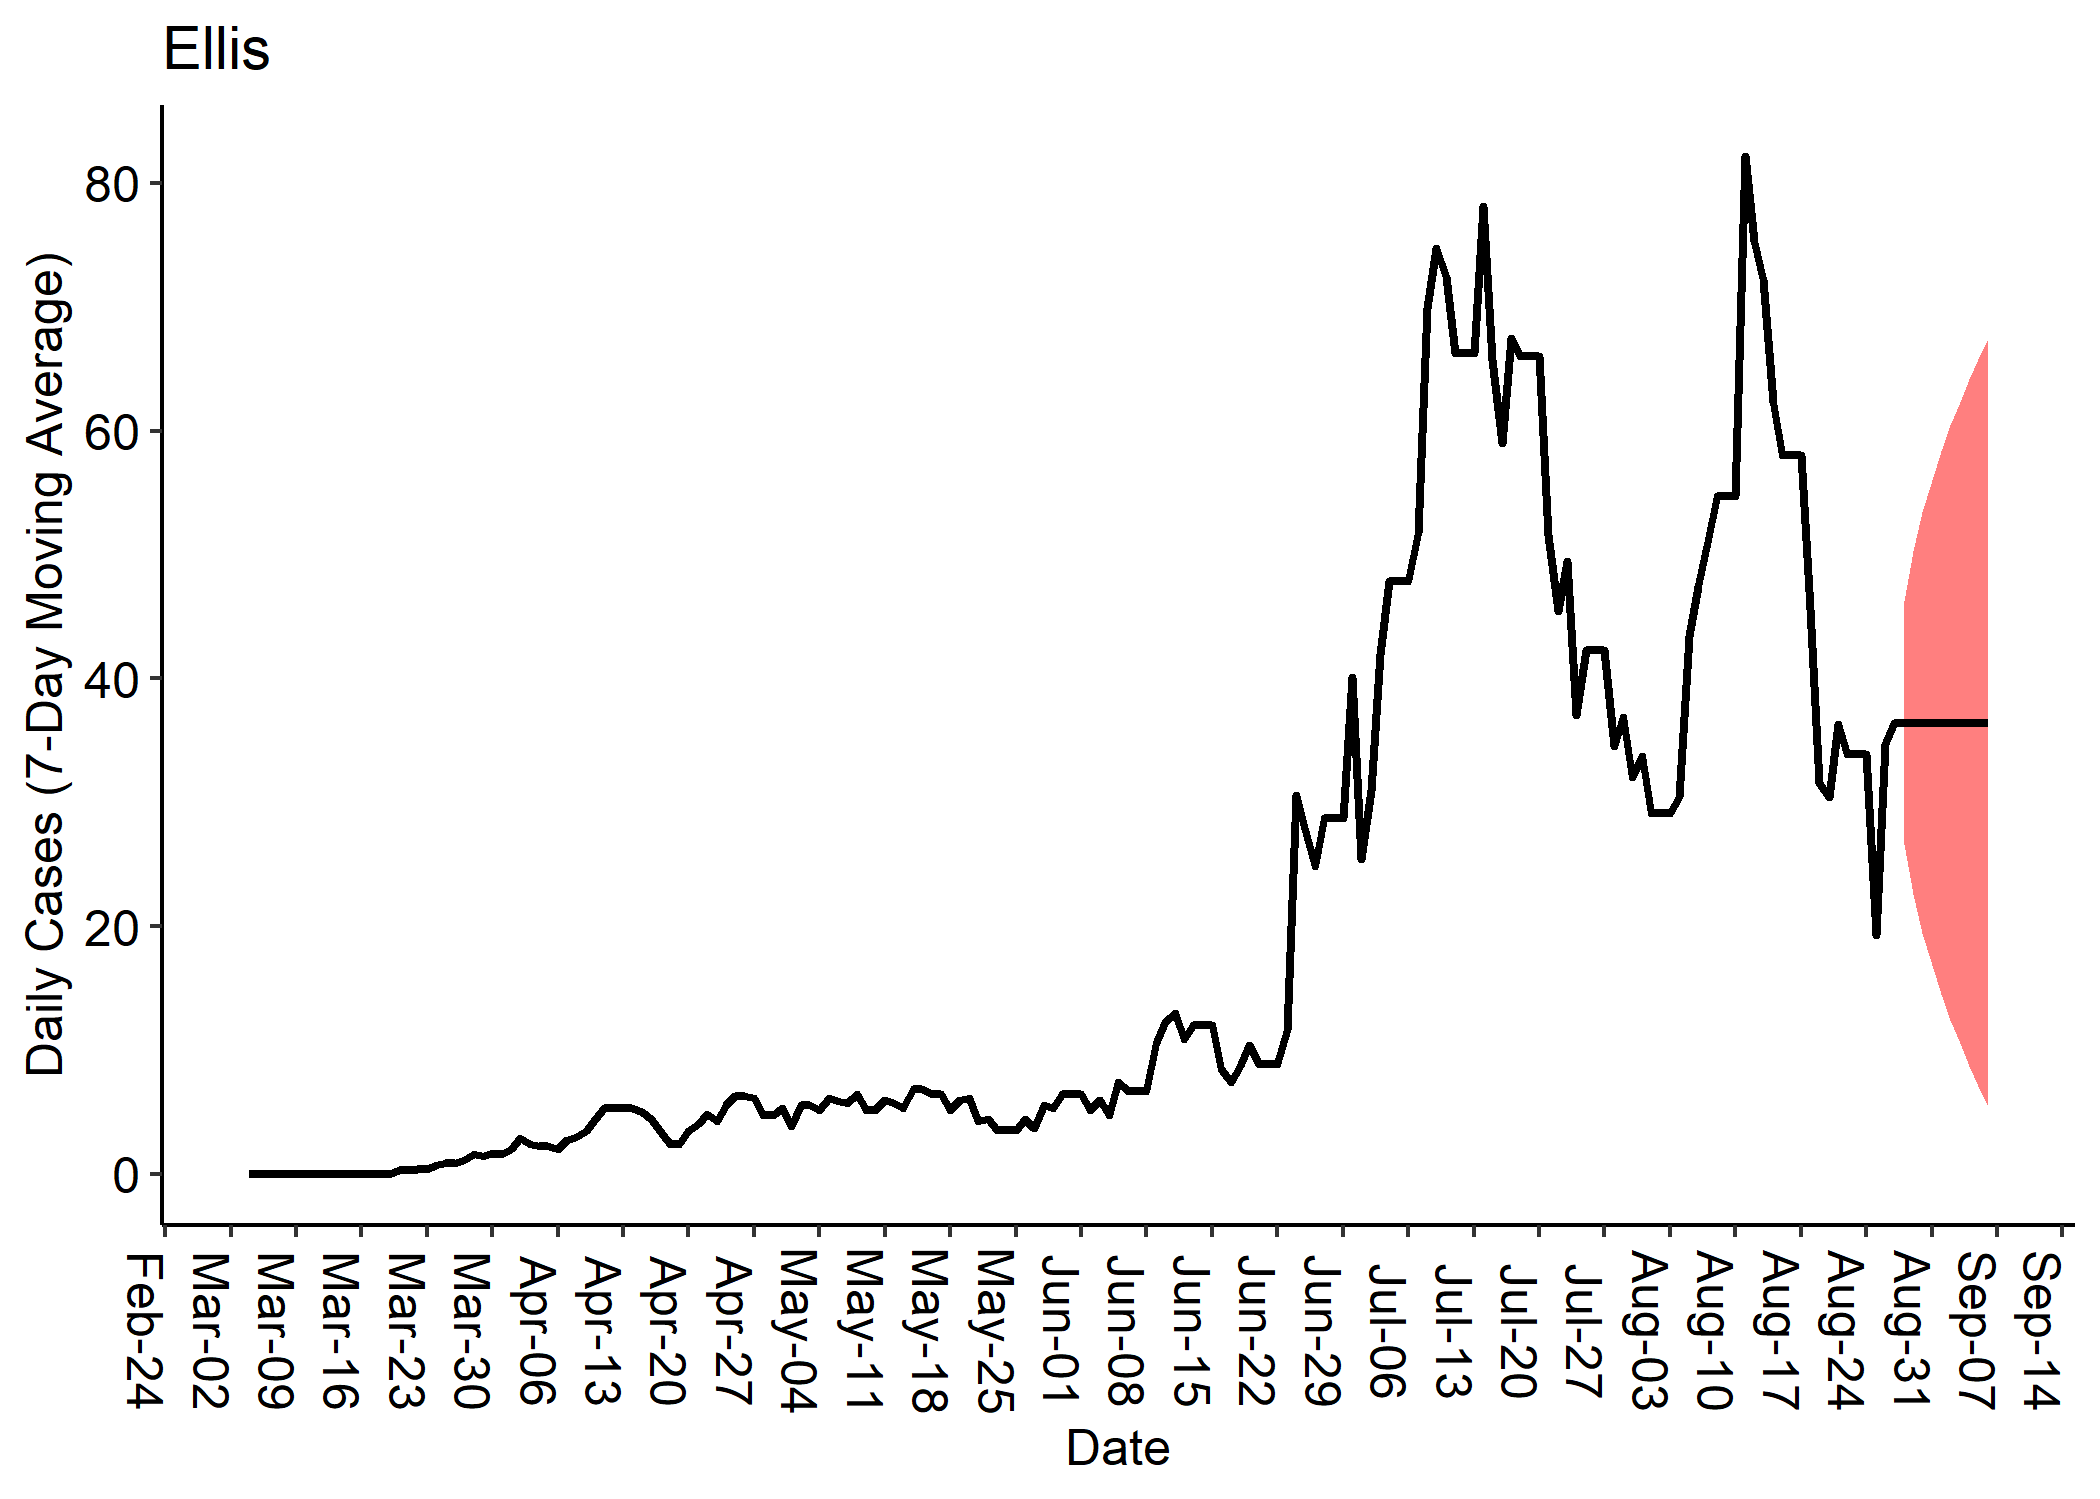 Ellis
Daily Cases (7-Day Moving Average)
80
60
40
20
0
Feb-24
Mar-02
Mar-09
Mar-16
Mar-23
Mar-30
Apr-06
Apr-13
Apr-20
Apr-27
May-04
May-11
May-18
May-25
Jun-01
Jun-08
Jun-15
Jun-22
Jun-29
Jul-06
Jul-13
Jul-20
Jul-27
Aug-03
Aug-10
Aug-17
Aug-24
Aug-31
Sep-07
Sep-14
Date